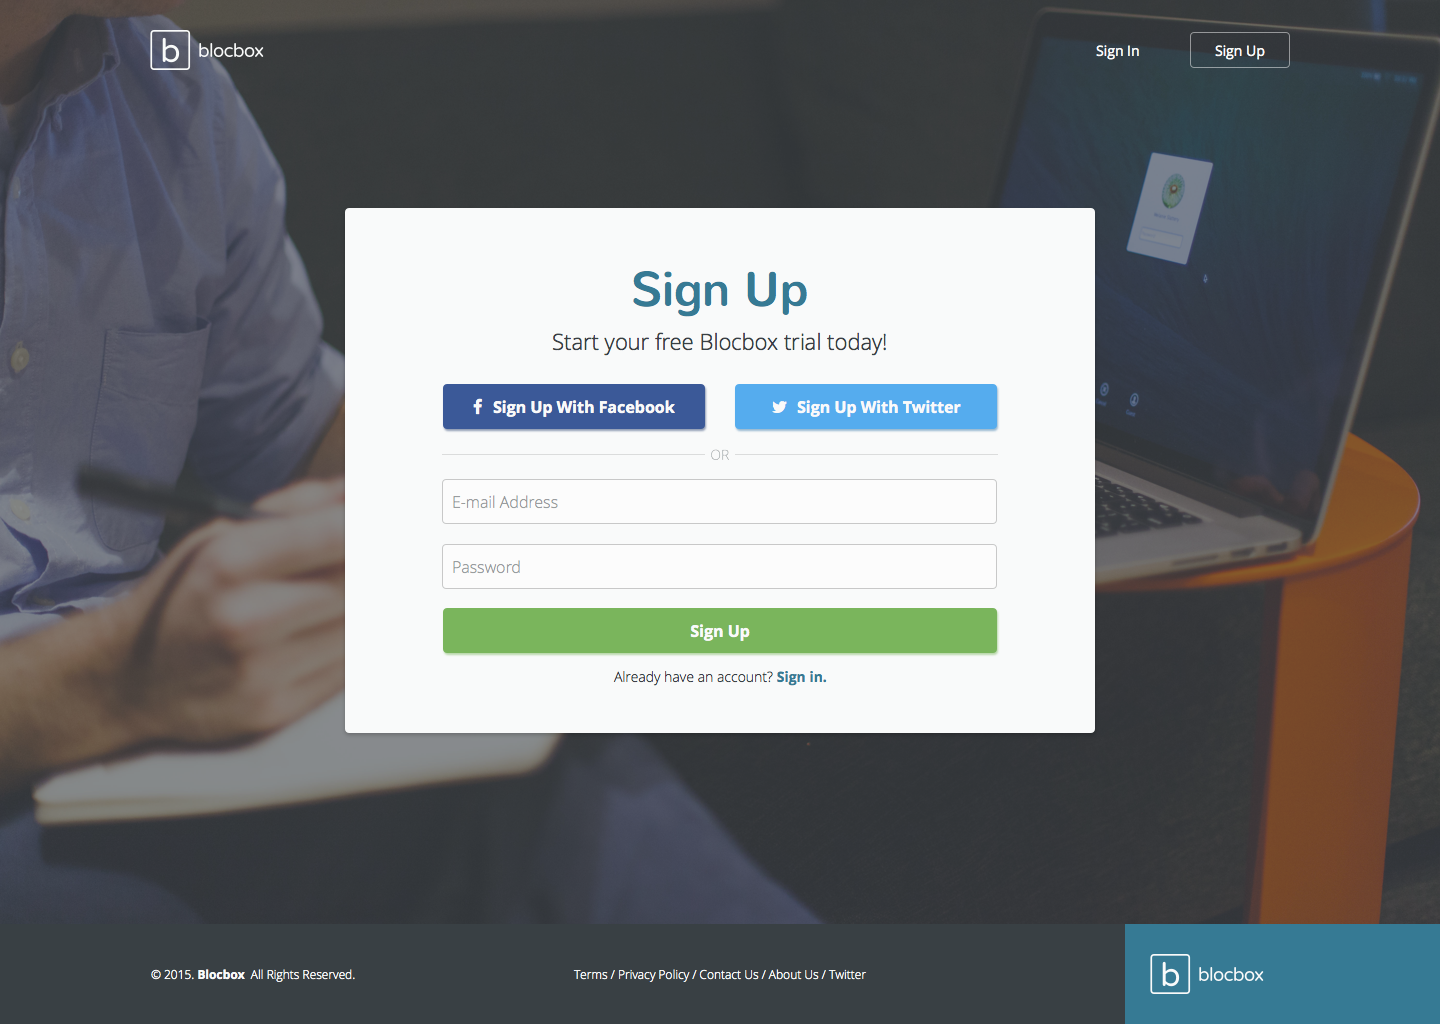 b blocbox
Sign In
Sign Up
Sign Up
Start your free Blocbox trial today!
Sign Up With Facebook
Sign Up With Twitter
OR
E-mail Address
Password
Sign Up
Already have an account? Sign in.
© 2015. Blocbox All Rights Reserved.
Terms / Privacy Policy / Contact Us / About Us / Twitter
b blocbox